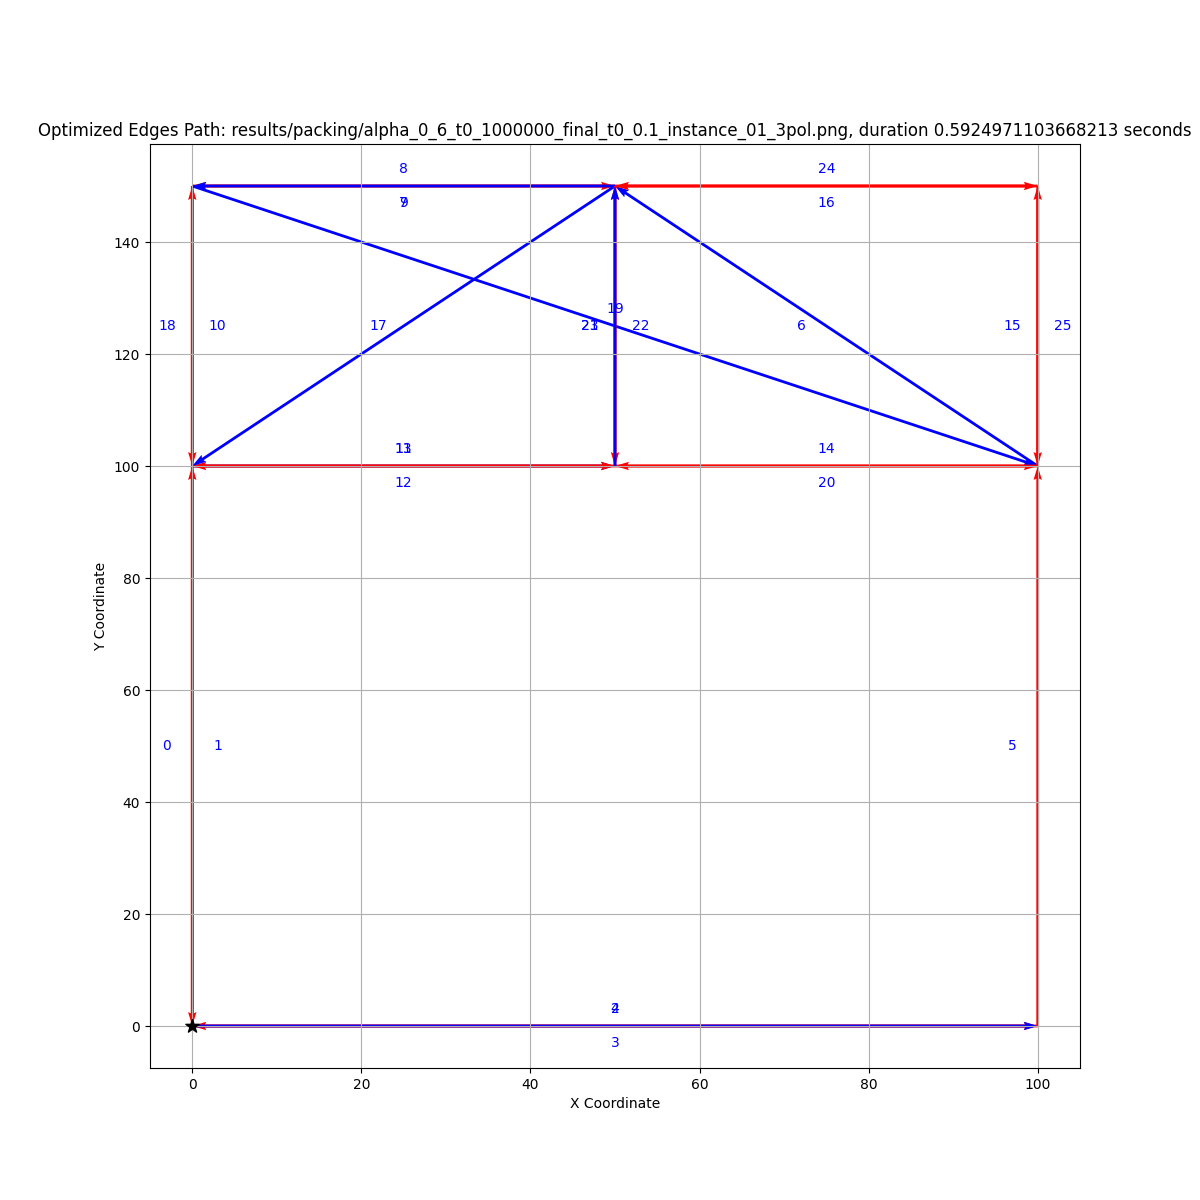 Optimized Edges Path: results/packing/alpha_0_6_t0_1000000_final_t0_0.1_instance_01_3pol.png, duration 0.5924971103668213 seconds
8 24
16
140
19
18 10 17 22 6 15 25
120
14
100
12 20
80
Y Coordinate
60
0 1 5
40
20
3
0
0 20 40 60 80 100
X Coordinate